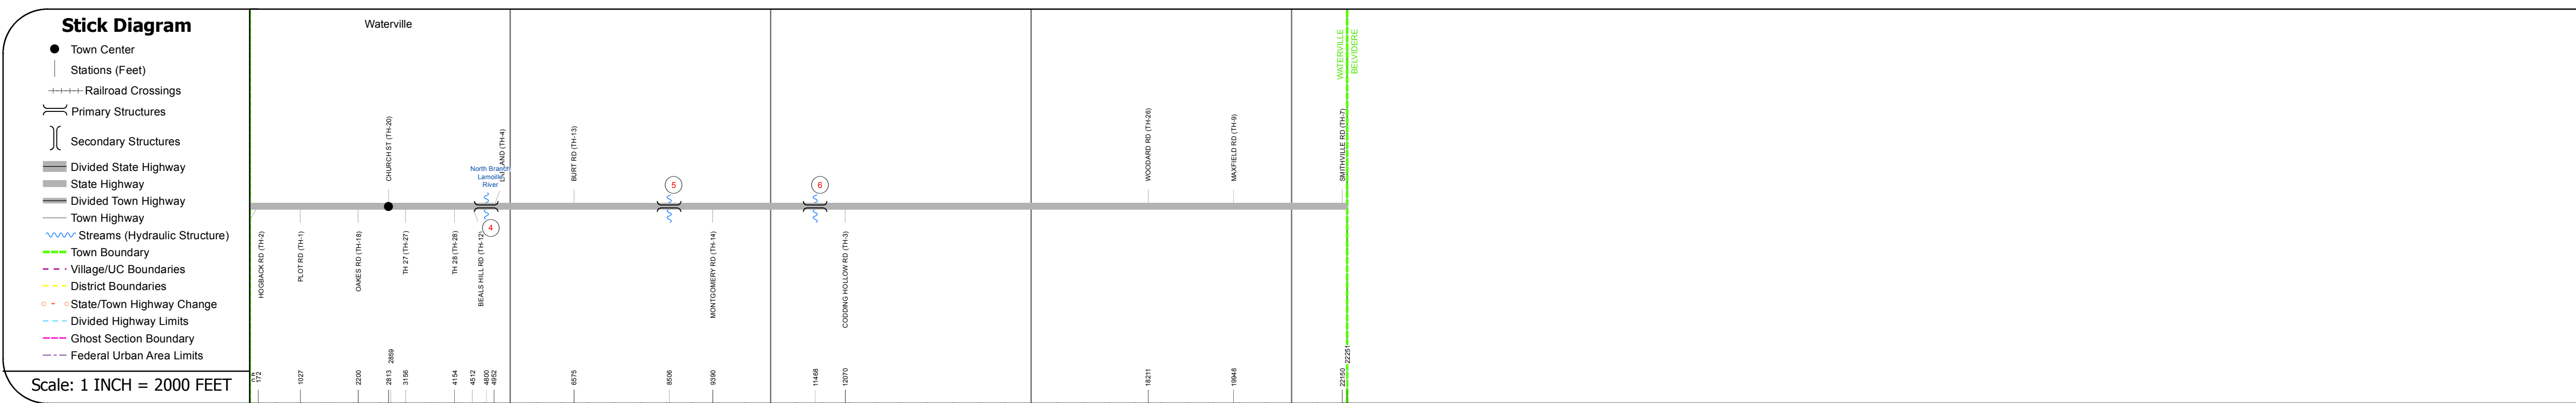 Stick Diagram
Town Center
Stations (Feet)
Railroad Crossings
Primary Structures
Secondary Structures
Divided State Highway
State Highway
Divided Town Highway
Town Highway
Streams (Hydraulic Structure)
Town Boundary
Village/UC Boundaries
District Boundaries
State/Town Highway Change
Divided Highway Limits
Ghost Section Boundary
Federal Urban Area Limits
Scale: 1 INCH = 2000 FEET
Waterville
WATERVILLE
BELVIDERE
CHURCH ST (TH-20)
(TH-4)
BURT RD (TH-13)
WOODARD RD (TH-26)
MAXFIELD RD (TH-9)
SMITHVILLE RD (TH-7)
North Branch
Lamoille
River
4
5
6
HOGBACK RD (TH-2)
PLOT RD (TH-1)
OAKES RD (TH-18)
TH 27 (TH-27)
TH 28 (TH-28)
BEALS HILL RD (TH-12)
MONTGOMERY RD (TH-14)
CODDING HOLLOW RD (TH-3)
172
1027
2200
2813
2859
3156
4154
4512
4800
4952
6575
8506
9390
11468
12070
18211
19948
22150
22251